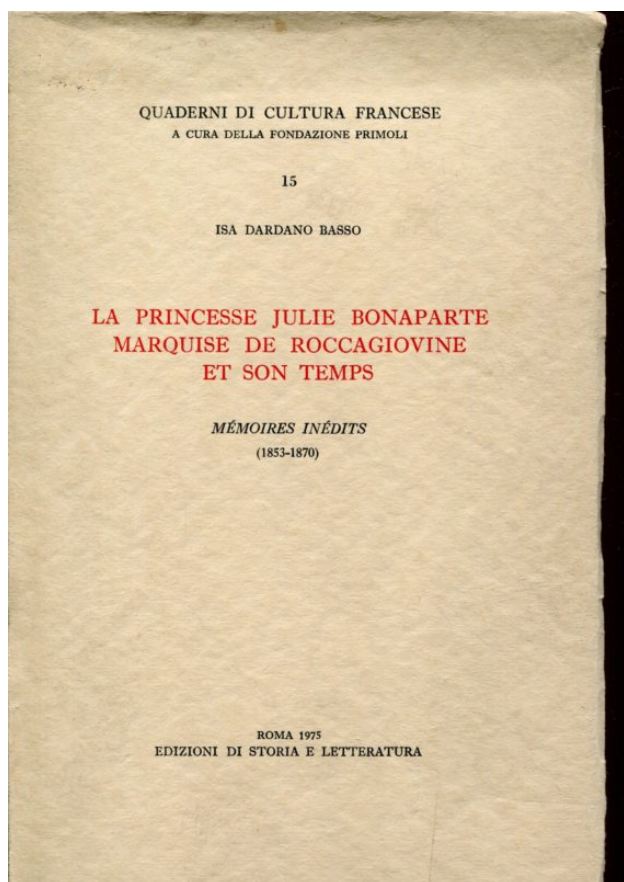 QUADERNI DI CULTURA FRANCESE
A CURA DELLA FONDAZIONE PRIMOLI
15
ISA DARDANO BASSO
LA PRINCESSE JULIE BONAPARTE
MARQUISE DE ROCCAGIOVINE
ET SON TEMPS
MÉMOIRES INÉDITS
(1853-1870)
ROMA 1975
EDIZIONI DI STORIA E LETTERATURA